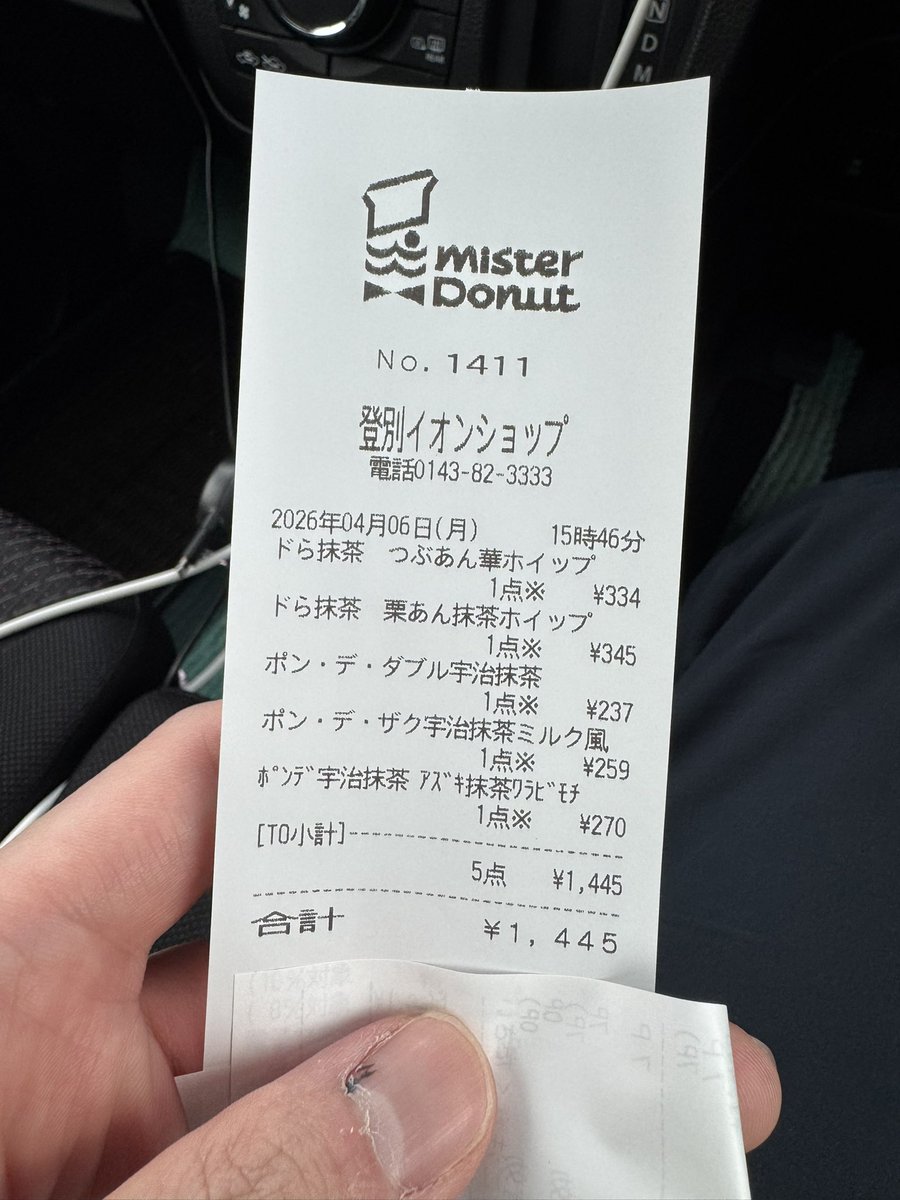 N
D
M
mister
Donut
No. 1411
登別イオンショップ
電話0143-82-3333
2026年04月06日(月) 15時46分
ドら抹茶 つぶあん華ホイップ
1点※ ¥334
ドら抹茶 栗あん抹茶ホイップ
1点※ ¥345
ポン・デ・ダブル宇治抹茶
1点※ ¥237
ポン・デ・ザク宇治抹茶ミルク風
1点※ ¥259
ポンデ宇治抹茶 アズキ抹茶ワラビモチ
1点※ ¥270
[TO小計]
5点 ¥1,445
合計 ¥1,445